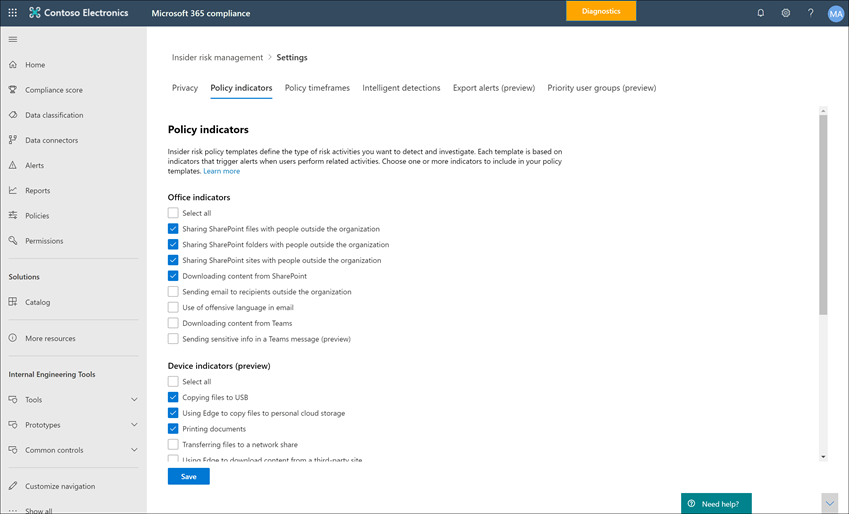 Contoso Electronics
Microsoft 365 compliance
Diagnostics
?
MA
Home
Compliance score
Data classification
Data connectors
Alerts
Reports
Policies
Permissions
Solutions
Catalog
More resources
Internal Engineering Tools
Tools
Prototypes
Common controls
Customize navigation
Show all
Insider risk management > Settings
Privacy Policy indicators Policy timeframes Intelligent detections Export alerts (preview) Priority user groups (preview)
Policy indicators
Insider risk policy templates define the type of risk activities you want to detect and investigate. Each template is based on
indicators that trigger alerts when users perform related activities. Choose one or more indicators to include in your policy
templates. Learn more
Office indicators
Select all
Sharing SharePoint files with people outside the organization
Sharing SharePoint folders with people outside the organization
Sharing SharePoint sites with people outside the organization
Downloading content from SharePoint
Sending email to recipients outside the organization
Use of offensive language in email
Downloading content from Teams
Sending sensitive info in a Teams message (preview)
Device indicators (preview)
Select all
Copying files to USB
Using Edge to copy files to personal cloud storage
Printing documents
Transferring files to a network share
Using Edge to download content from a third-party site
Save
Need help?